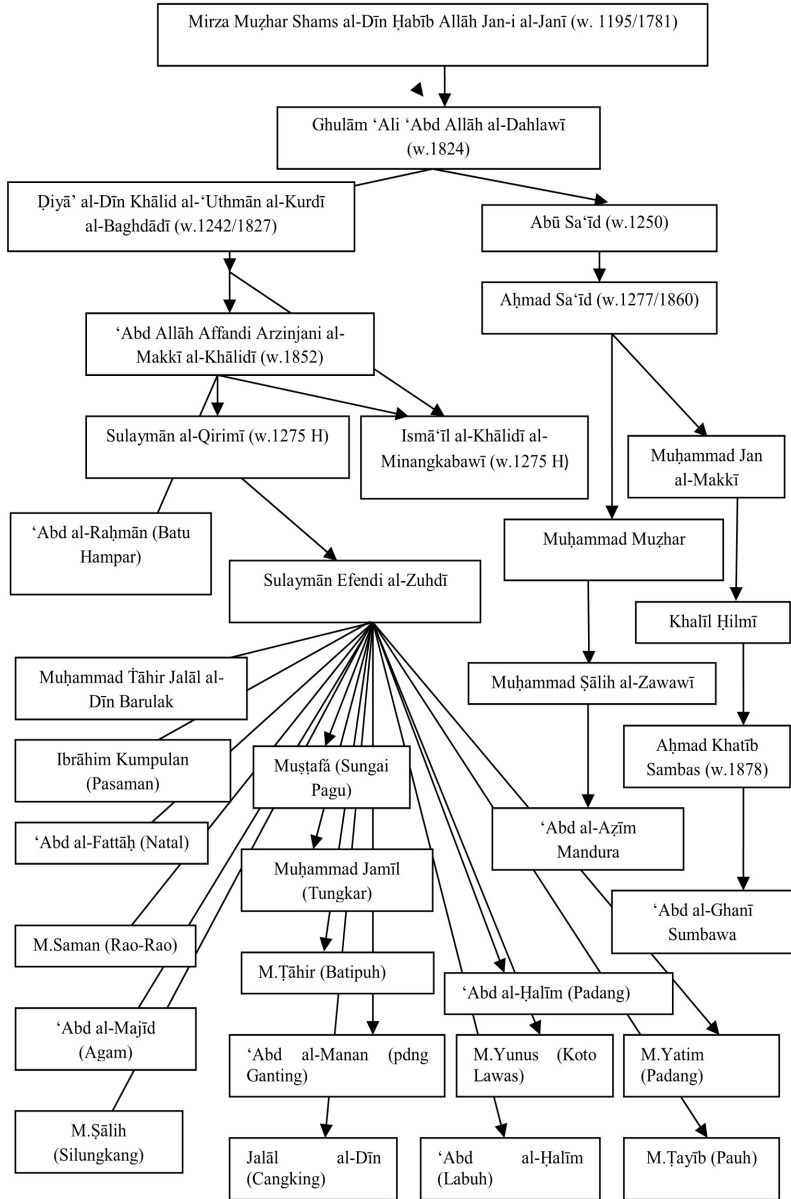 Mirza Muẓhar Shams al-Dīn Ḥabīb Allāh Jan-i al-Janī (w. 1195/1781)
Ghulām ‘Ali ‘Abd Allāh al-Dahlawī
(w.1824)
Ḍiyā’ al-Dīn Khālid al-‘Uthmān al-Kurdī
al-Baghdādī (w.1242/1827)
Abū Sa‘īd (w.1250)
Aḥmad Sa‘īd (w.1277/1860)
‘Abd Allāh Affandi Arzinjani al-
Makkī al-Khālidī (w.1852)
Sulaymān al-Qirimī (w.1275 H)
Ismā‘īl al-Khālidī al-
Minangkabawī (w.1275 H)
Muḥammad Jan
al-Makkī
‘Abd al-Raḥmān (Batu
Hampar)
Muḥammad Muẓhar
Sulaymān Efendi al-Zuhdī
Khalīl Ḥilmī
Muḥammad Ṫāhir Jalāl al-
Dīn Barulak
Muḥammad Ṣālih al-Zawawī
Ibrāhim Kumpulan
(Pasaman)
Muṣṭafá (Sungai
Pagu)
Aḥmad Khatīb
Sambas (w.1878)
‘Abd al-Fattāḥ (Natal)
‘Abd al-Aẓīm
Mandura
Muḥammad Jamīl
(Tungkar)
‘Abd al-Ghanī
Sumbawa
M.Saman (Rao-Rao)
M.Ṭāhir (Batipuh)
‘Abd al-Ḥalīm (Padang)
‘Abd al-Majīd
(Agam)
‘Abd al-Manan (pdng
Ganting)
M.Yunus (Koto
Lawas)
M.Yatim
(Padang)
M.Ṣālih
(Silungkang)
Jalāl al-Dīn
(Cangking)
‘Abd al-Ḥalīm
(Labuh)
M.Ṭayīb (Pauh)